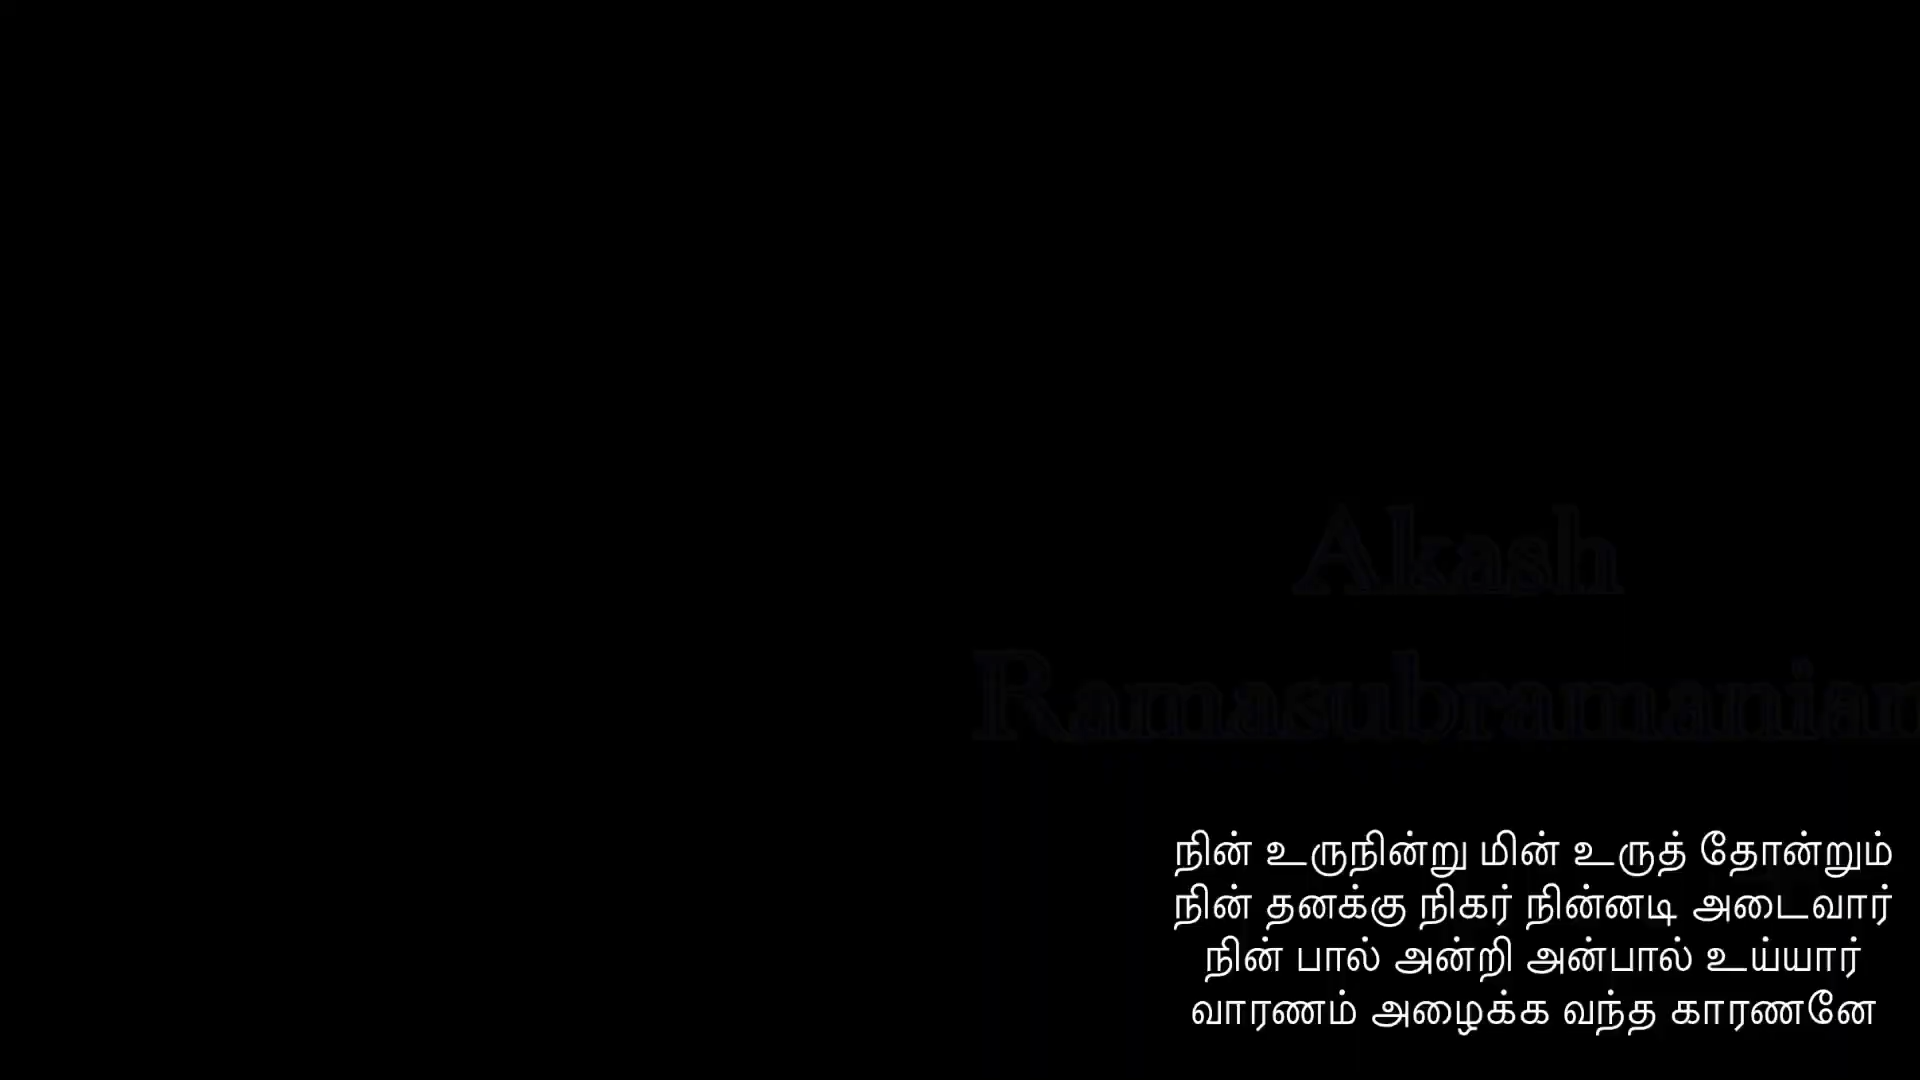 Akash
Ramasubramanian
நின் உருநின்று மின் உருத் தோன்றும்
நின் தனக்கு நிகர் நின்னடி அடைவார்
நின் பால் அன்றி அன்பால் உய்யார்
வாரணம் அழைக்க வந்த காரணனே